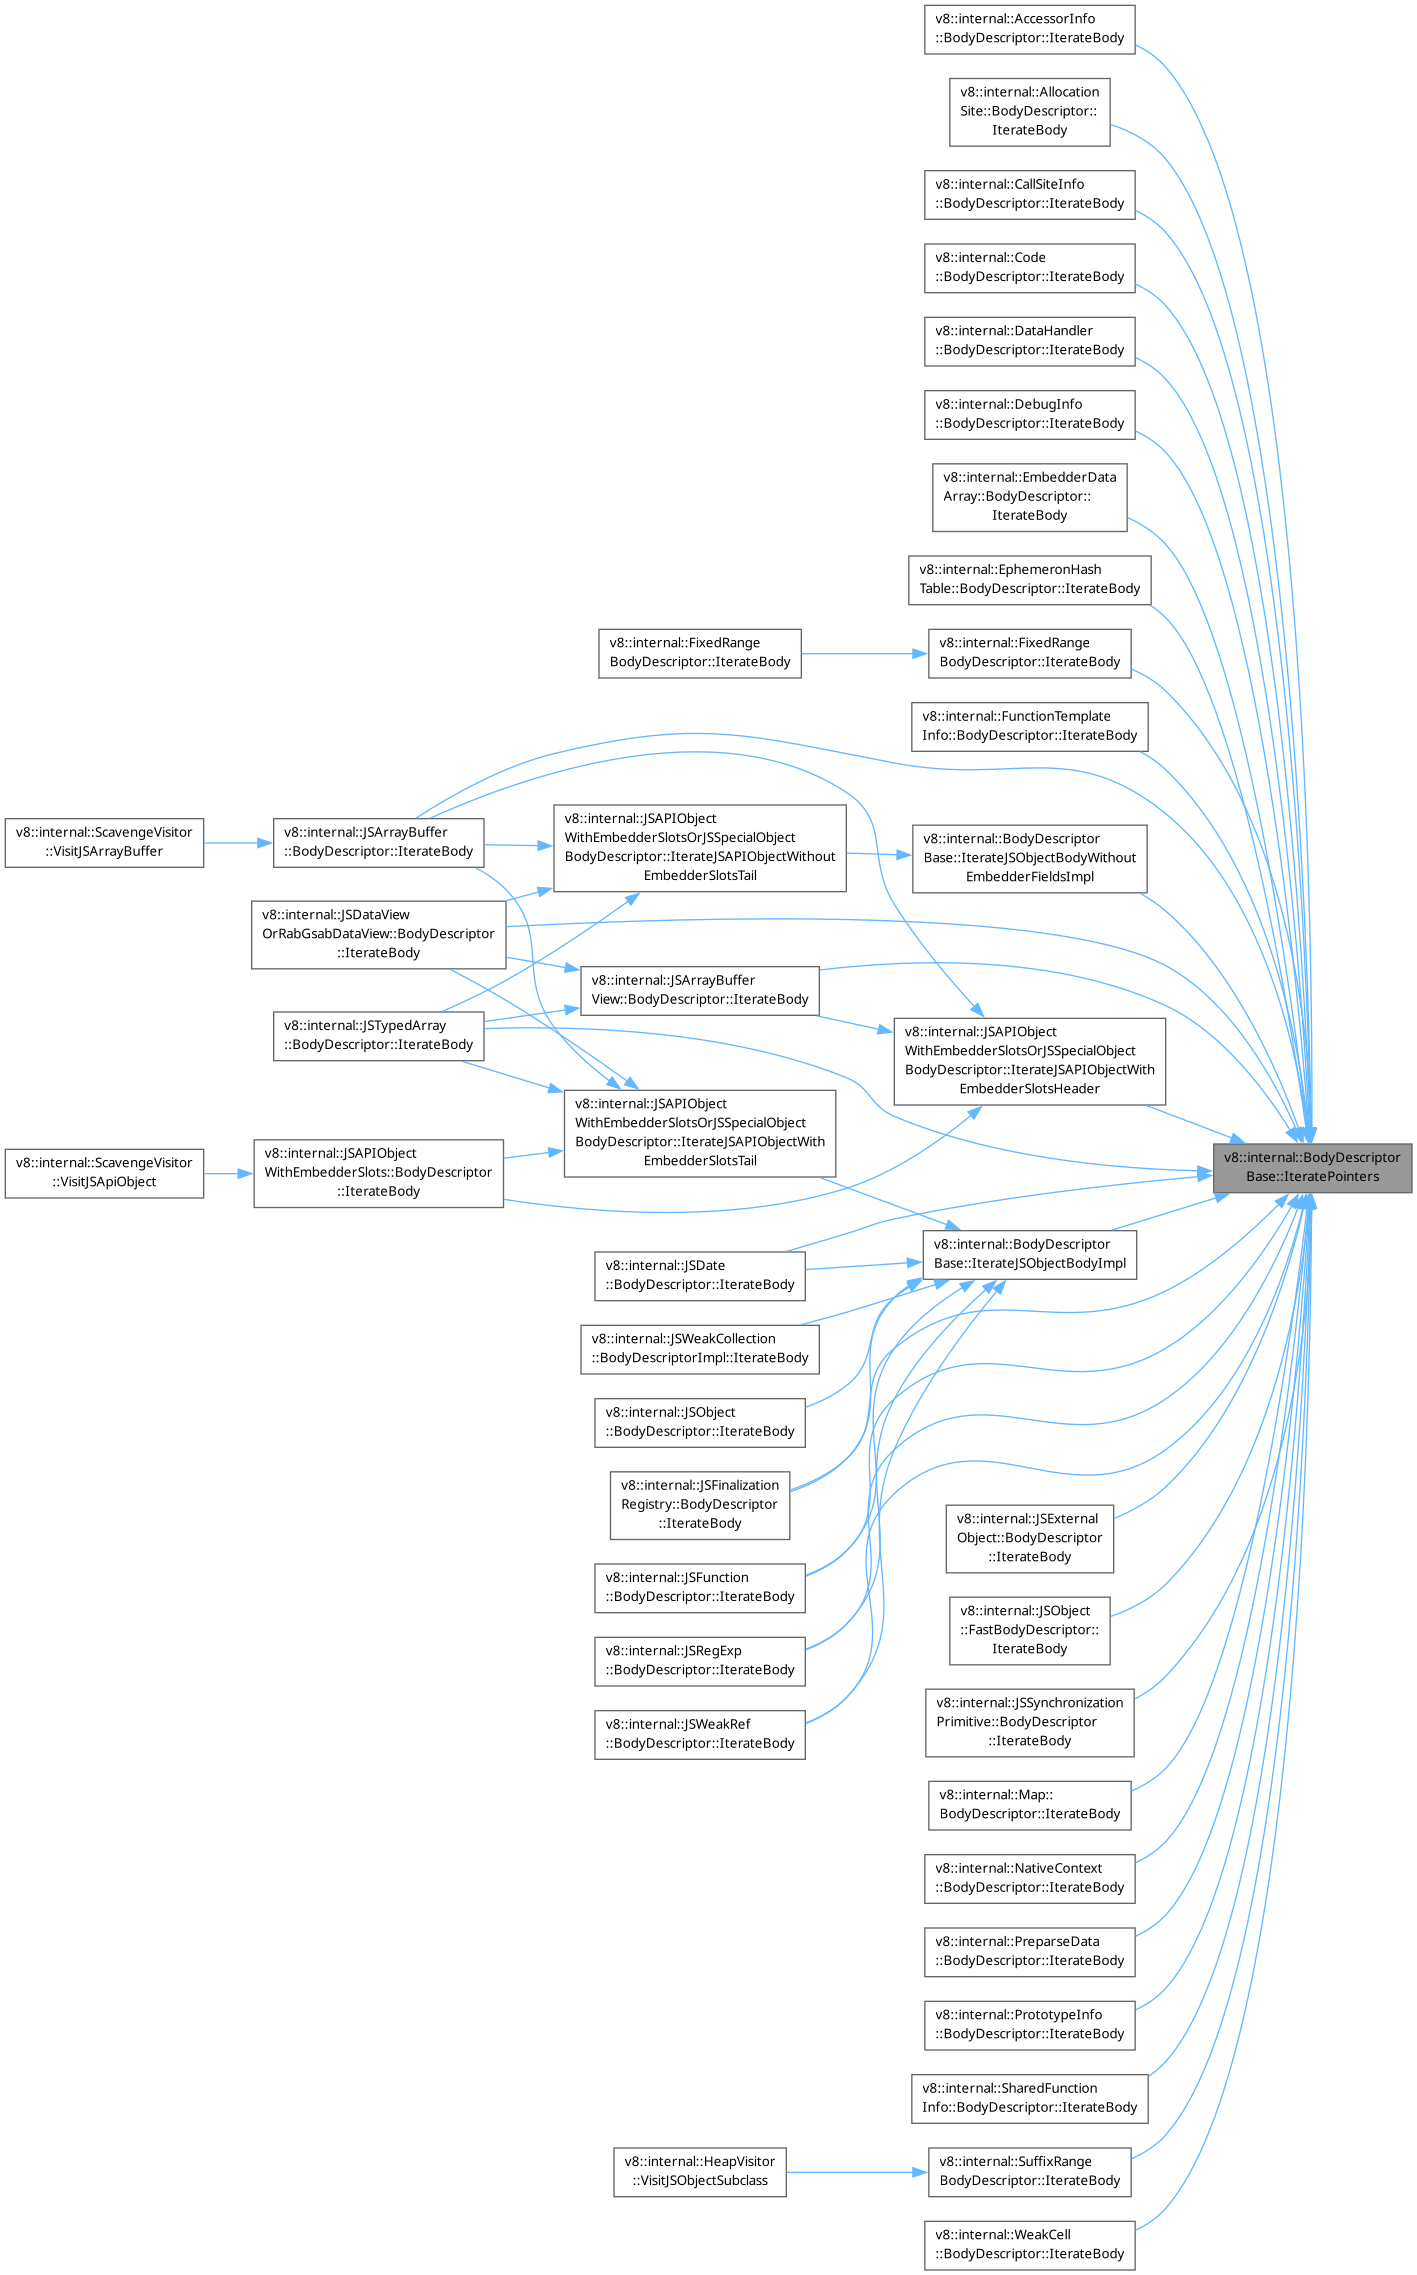 v8::internal::AccessorInfo
::BodyDescriptor::IterateBody
v8::internal::Allocation
Site::BodyDescriptor::
IterateBody
v8::internal::CallSiteInfo
::BodyDescriptor::IterateBody
v8::internal::Code
::BodyDescriptor::IterateBody
v8::internal::DataHandler
::BodyDescriptor::IterateBody
v8::internal::DebugInfo
::BodyDescriptor::IterateBody
v8::internal::EmbedderData
Array::BodyDescriptor::
IterateBody
v8::internal::EphemeronHash
Table::BodyDescriptor::IterateBody
v8::internal::FixedRange
BodyDescriptor::IterateBody
v8::internal::FixedRange
BodyDescriptor::IterateBody
v8::internal::FunctionTemplate
Info::BodyDescriptor::IterateBody
v8::internal::ScavengeVisitor
::VisitJSArrayBuffer
v8::internal::JSArrayBuffer
::BodyDescriptor::IterateBody
v8::internal::JSAPIObject
WithEmbedderSlotsOrJSSpecialObject
BodyDescriptor::IterateJSAPIObjectWithout
EmbedderSlotsTail
v8::internal::BodyDescriptor
Base::IterateJSObjectBodyWithout
EmbedderFieldsImpl
v8::internal::JSDataView
OrRabGsabDataView::BodyDescriptor
::IterateBody
v8::internal::JSArrayBuffer
View::BodyDescriptor::IterateBody
v8::internal::JSTypedArray
::BodyDescriptor::IterateBody
v8::internal::JSAPIObject
WithEmbedderSlotsOrJSSpecialObject
BodyDescriptor::IterateJSAPIObjectWith
EmbedderSlotsHeader
v8::internal::JSAPIObject
WithEmbedderSlotsOrJSSpecialObject
BodyDescriptor::IterateJSAPIObjectWith
EmbedderSlotsTail
v8::internal::ScavengeVisitor
::VisitJSApiObject
v8::internal::JSAPIObject
WithEmbedderSlots::BodyDescriptor
::IterateBody
v8::internal::BodyDescriptor
Base::IteratePointers
v8::internal::BodyDescriptor
Base::IterateJSObjectBodyImpl
v8::internal::JSDate
::BodyDescriptor::IterateBody
v8::internal::JSWeakCollection
::BodyDescriptorImpl::IterateBody
v8::internal::JSObject
::BodyDescriptor::IterateBody
v8::internal::JSFinalization
Registry::BodyDescriptor
::IterateBody
v8::internal::JSExternal
Object::BodyDescriptor
::IterateBody
v8::internal::JSFunction
::BodyDescriptor::IterateBody
v8::internal::JSObject
::FastBodyDescriptor::
IterateBody
v8::internal::JSRegExp
::BodyDescriptor::IterateBody
v8::internal::JSSynchronization
Primitive::BodyDescriptor
::IterateBody
v8::internal::JSWeakRef
::BodyDescriptor::IterateBody
v8::internal::Map::
BodyDescriptor::IterateBody
v8::internal::NativeContext
::BodyDescriptor::IterateBody
v8::internal::PreparseData
::BodyDescriptor::IterateBody
v8::internal::PrototypeInfo
::BodyDescriptor::IterateBody
v8::internal::SharedFunction
Info::BodyDescriptor::IterateBody
v8::internal::HeapVisitor
::VisitJSObjectSubclass
v8::internal::SuffixRange
BodyDescriptor::IterateBody
v8::internal::WeakCell
::BodyDescriptor::IterateBody